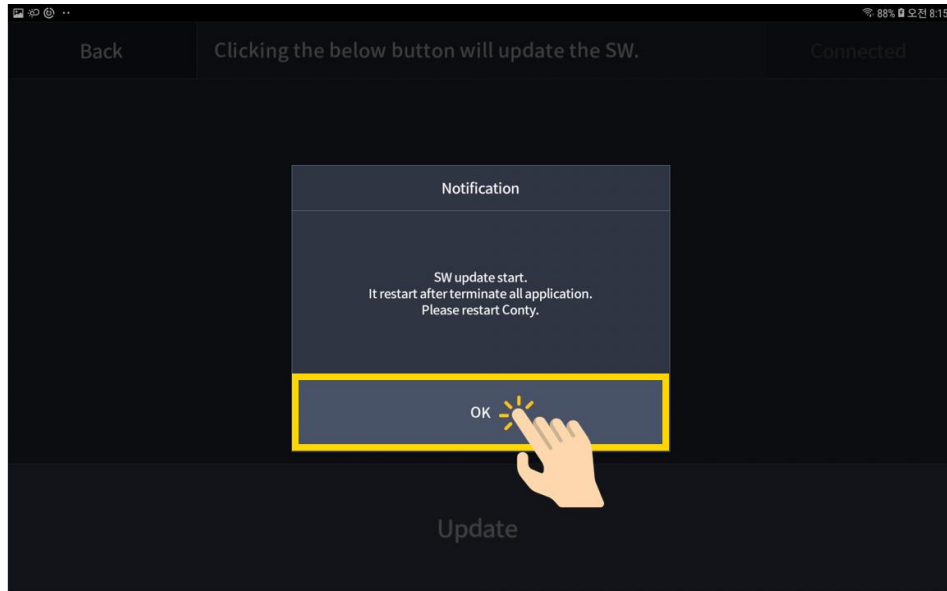 88% 오전 8:15
Back
Clicking the below button will update the SW.
Connected
Notification
SW update start.
It restart after terminate all application.
Please restart Conty.
OK
Update